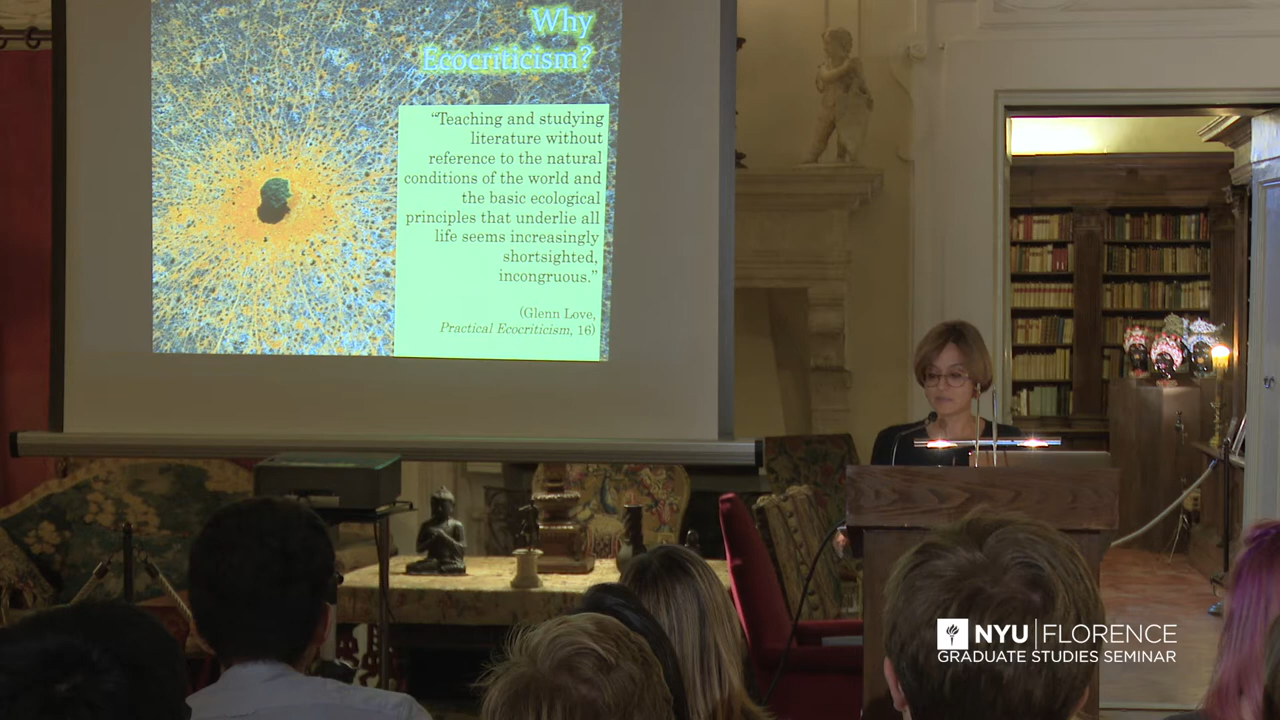 Why
Ecocriticism?
“Teaching and studying
literature without
reference to the natural
conditions of the world and
the basic ecological
principles that underlie all
life seems increasingly
shortsighted,
incongruous.”
(Glenn Love,
Practical Ecocriticism, 16)
NYU FLORENCE
GRADUATE STUDIES SEMINAR